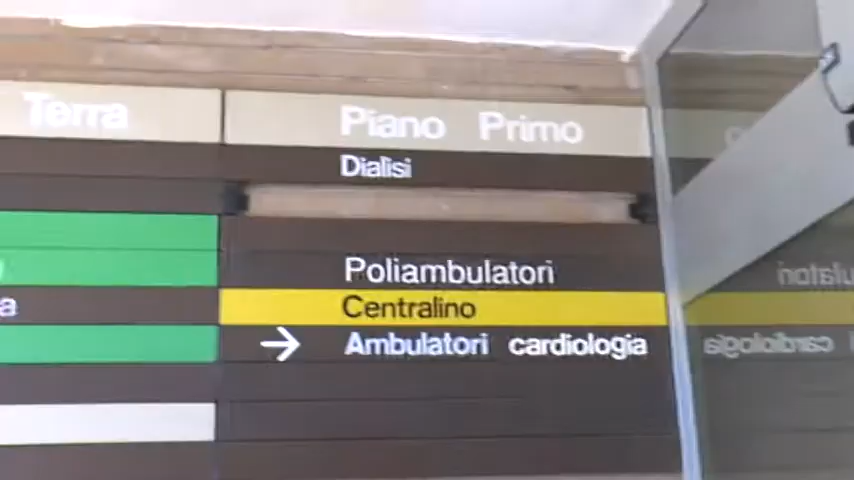 Terra
Piano Primo
Dialisi
Poliambulatori
Centralino
→ Ambulatori cardiologia